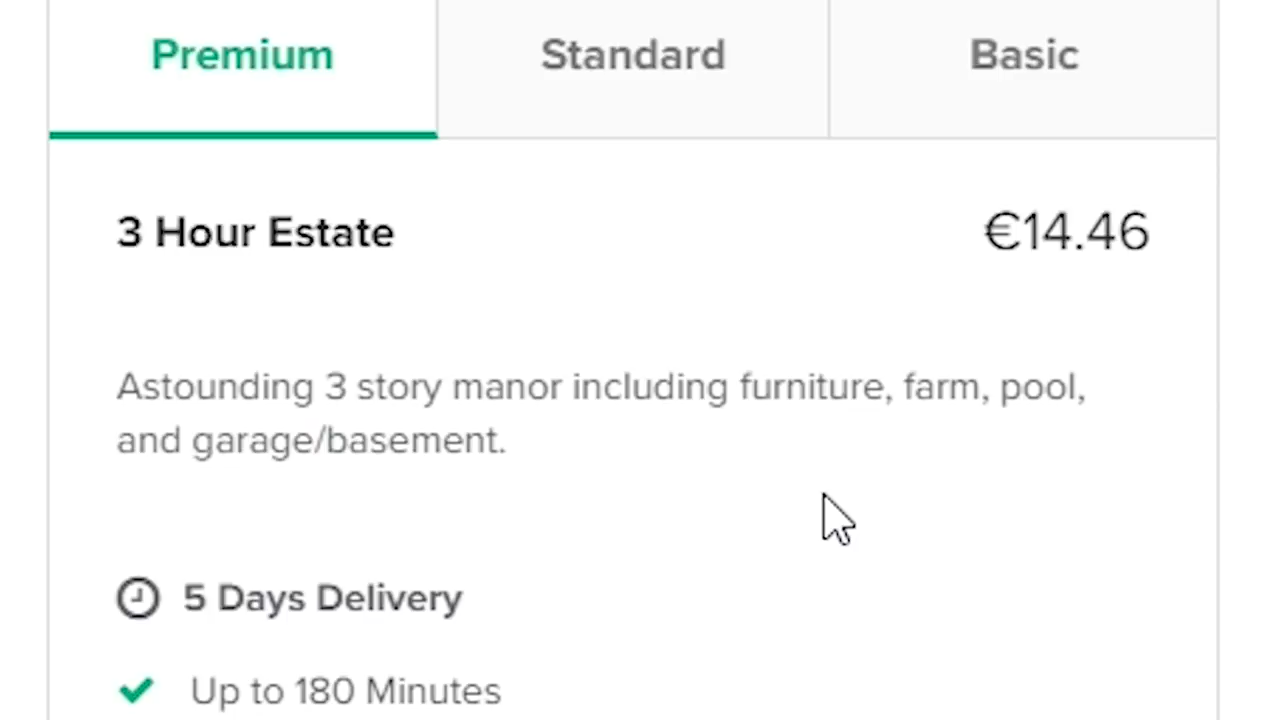 Premium
Standard
Basic
3 Hour Estate
€14.46
Astounding 3 story manor including furniture, farm, pool,
and garage/basement.
5 Days Delivery
Up to 180 Minutes